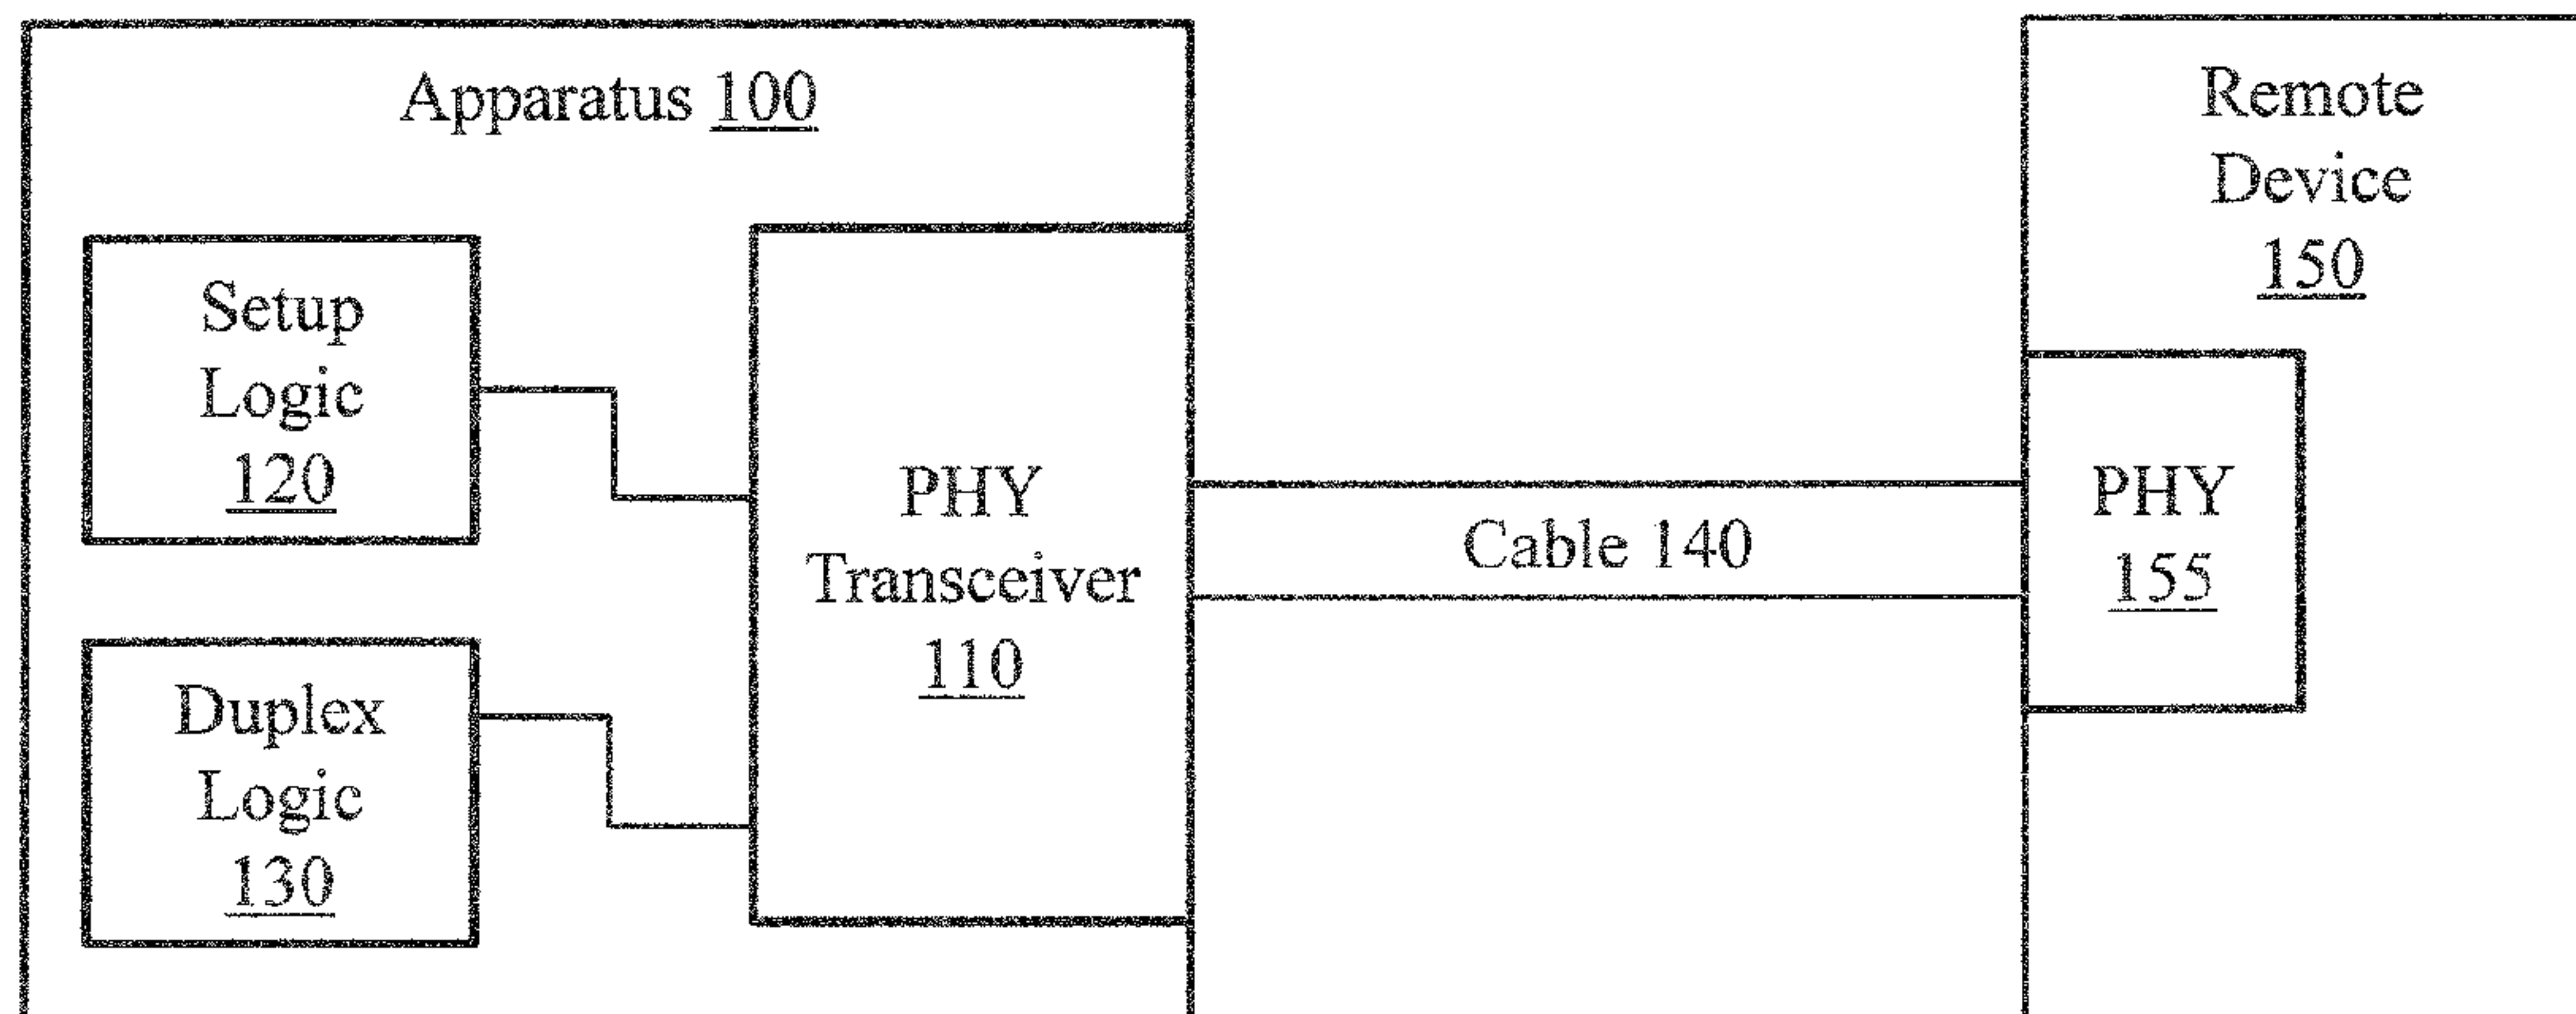 Apparatus 100
Setup
Logic
120
Duplex
Logic
130
PHY
Transceiver
110
Cable 140
Remote
Device
150
PHY
155